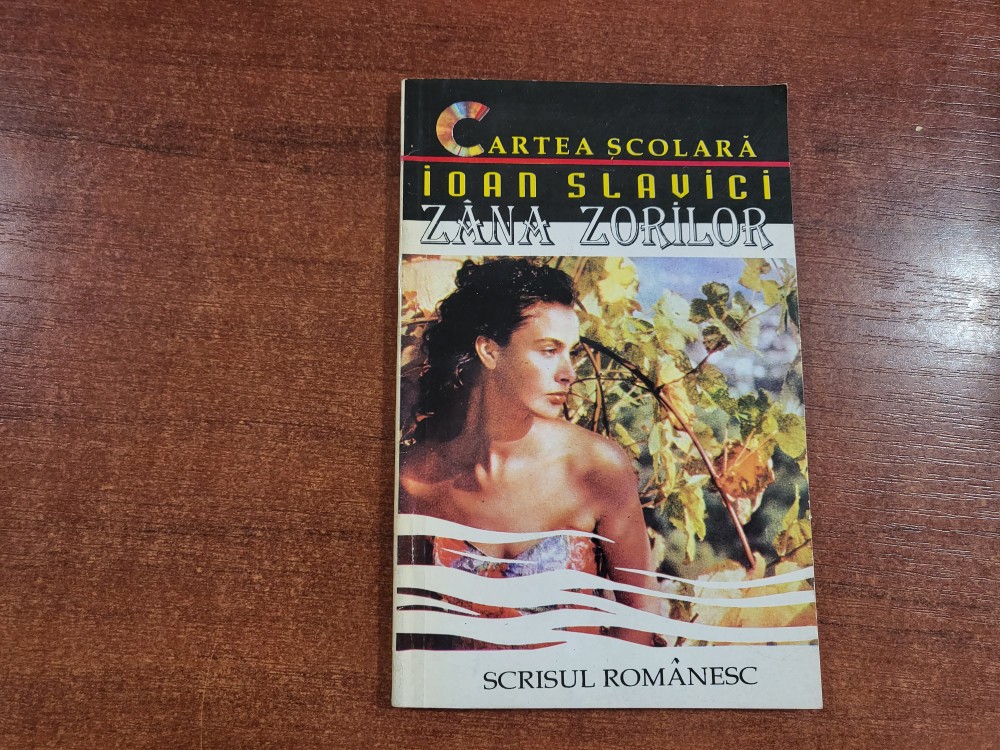 CARTEA ȘCOLARĂ
IOAN SLAVICI
ZÂNA ZORILOR
SCRISUL ROMÂNESC